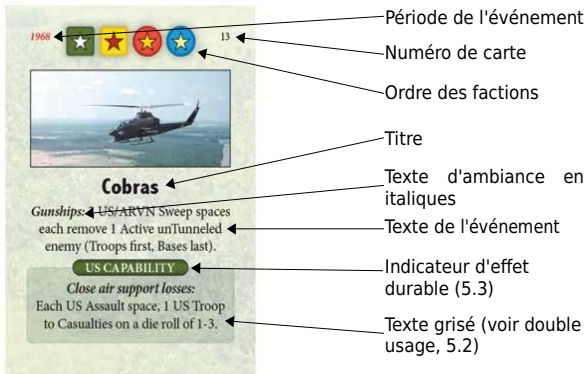 1968
13
Cobras
Gunships: 2 US/ARVN Sweep spaces
each remove 1 Active unTunneled
enemy (Troops first, Bases last).
US CAPABILITY
Close air support losses:
Each US Assault space, 1 US Troop
to Casualties on a die roll of 1-3.
Période de l'événement
Numéro de carte
Ordre des factions
Titre
Texte d'ambiance en
italiques
Texte de l'événement
Indicateur d'effet
durable (5.3)
Texte grisé (voir double
usage, 5.2)